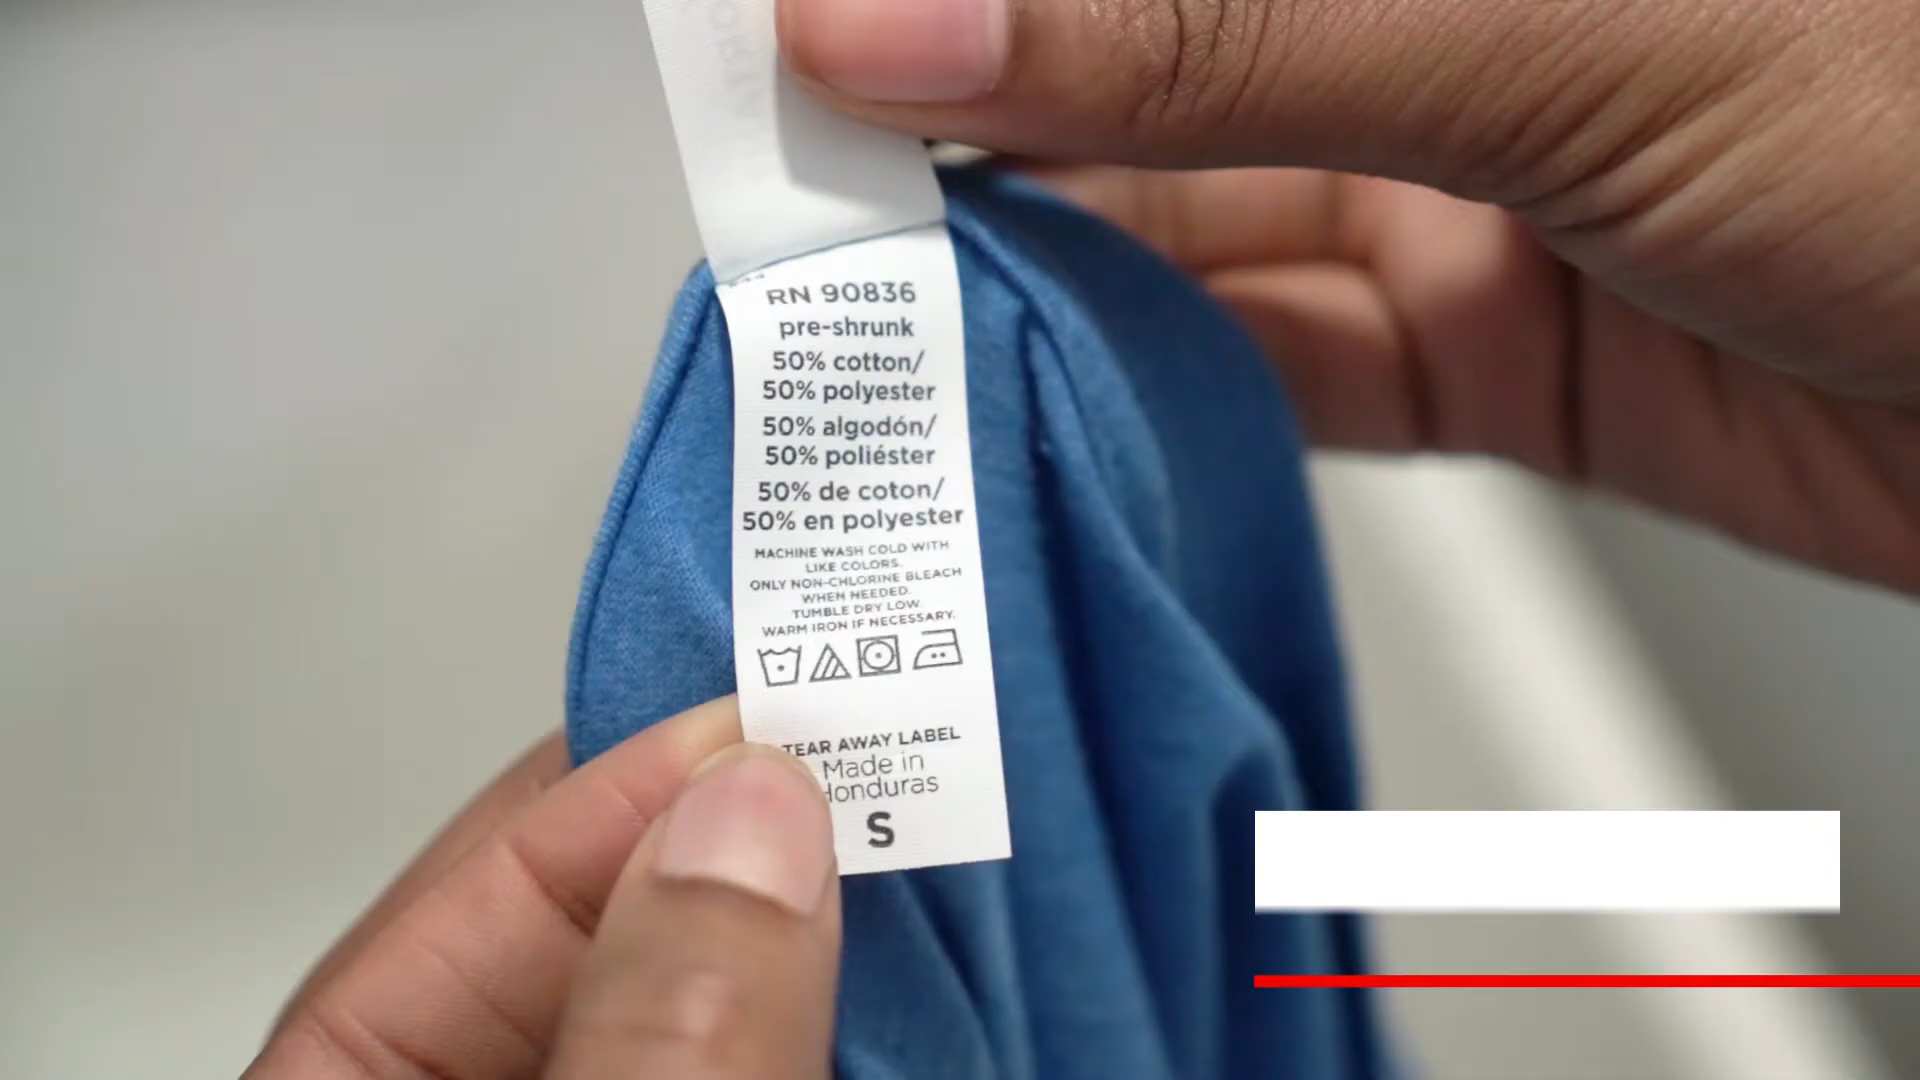 RN 90836
pre-shrunk
50% cotton/
50% polyester
50% algodón/
50% poliéster
50% de coton/
50% en polyester
MACHINE WASH COLD WITH
LIKE COLORS.
ONLY NON-CHLORINE BLEACH
WHEN NEEDED.
TUMBLE DRY LOW.
WARM IRON IF NECESSARY.
TEAR AWAY LABEL
Made in
Honduras
S